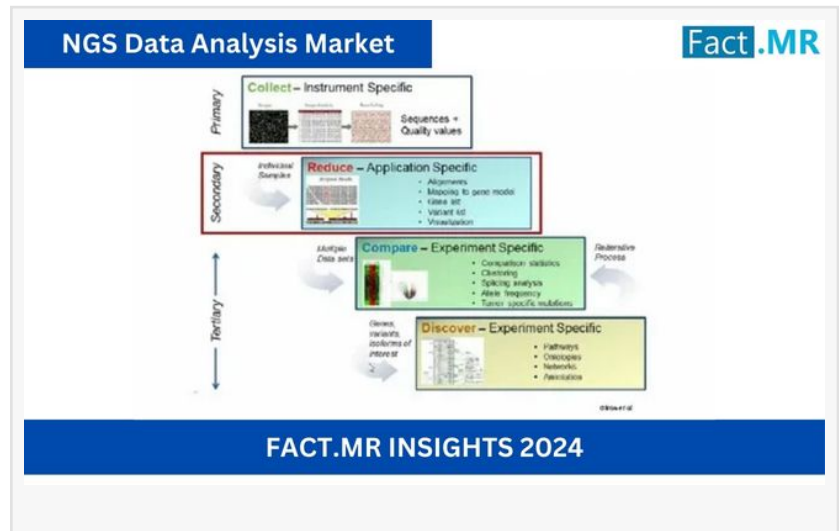 NGS Data Analysis Market
Fact.MR
Primary
Collect – Instrument Specific
Sequences +
Quality values
Secondary
Individual
Samples
Reduce – Application Specific
• Alignments
• Mapping to gene model
• Gene list
• Variant list
• Visualization
Tertiary
Multiple
Data sets
Compare – Experiment Specific
• Comparison statistics
• Clustering
• Splicing analysis
• Allele frequency
• Tumor specific mutations
Process
Genes,
variants,
isoforms of
interest
Discover – Experiment Specific
• Pathways
• Ontologies
• Networks
• Annotation
FACT.MR INSIGHTS 2024